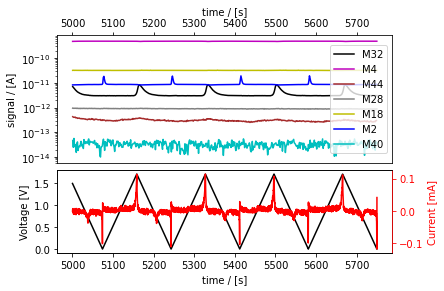 time / [s]
5000 5100 5200 5300 5400 5500 5600 5700
signal / [A]
10⁻¹⁰
10⁻¹¹
10⁻¹²
10⁻¹³
10⁻¹⁴
M32
M4
M44
M28
M18
M2
M40
Voltage [V]
1.5
1.0
0.5
0.0
0.1
0.0
−0.1
Current [mA]
5000 5100 5200 5300 5400 5500 5600 5700
time / [s]